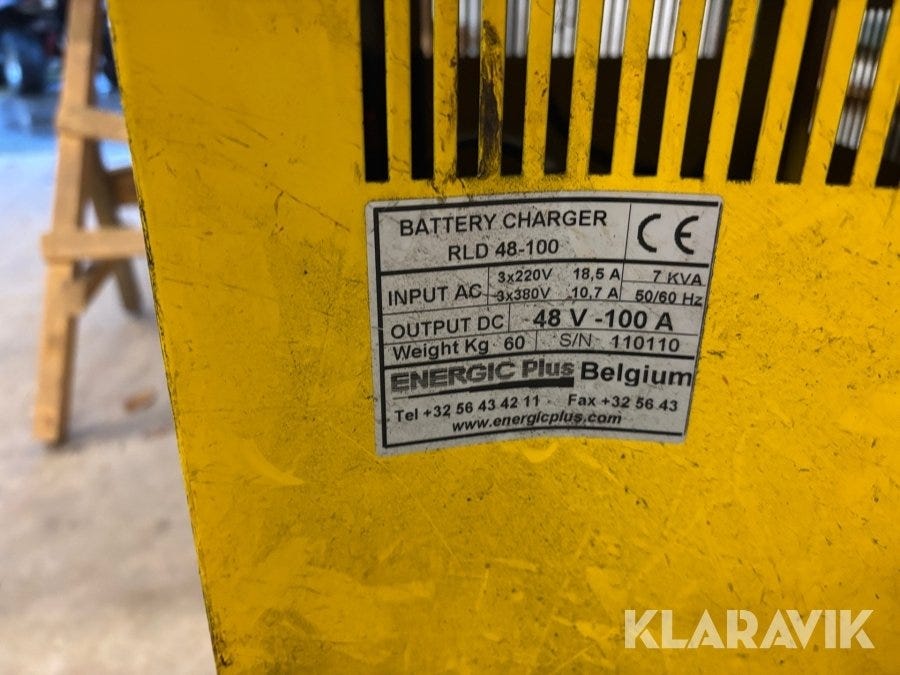 BATTERY CHARGER
RLD 48-100
CE
INPUT AC 3x220V 18,5 A 7 KVA
3x380V 10,7 A 50/60 Hz
OUTPUT DC 48 V -100 A
Weight Kg 60 S/N 110110
ENERGIC Plus Belgium
Tel +32 56 43 42 11 Fax +32 56 43
www.energicplus.com
KLARAVIK